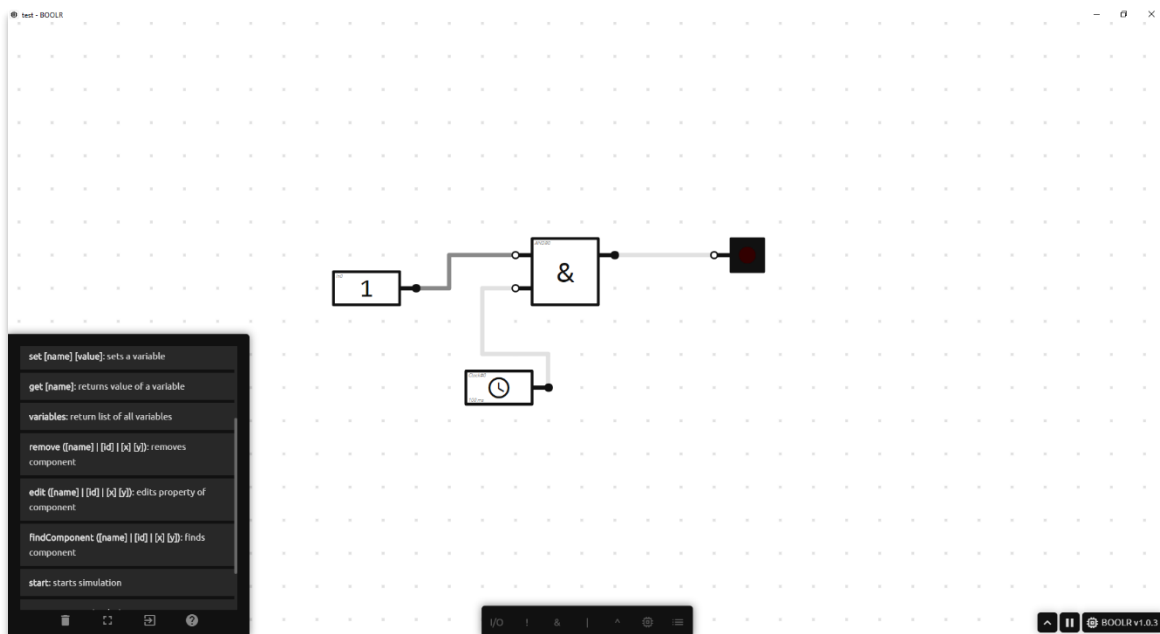 test - BOOLR
1
&
set [name] [value]: sets a variable
get [name]: returns value of a variable
variables: return list of all variables
remove ([name] | [id] | [x] [y]): removes
component
edit ([name] | [id] | [x] [y]): edits property of
component
findComponent ([name] | [id] | [x] [y]): finds
component
start: starts simulation
I/O ! & | ^
BOOLR v1.0.3